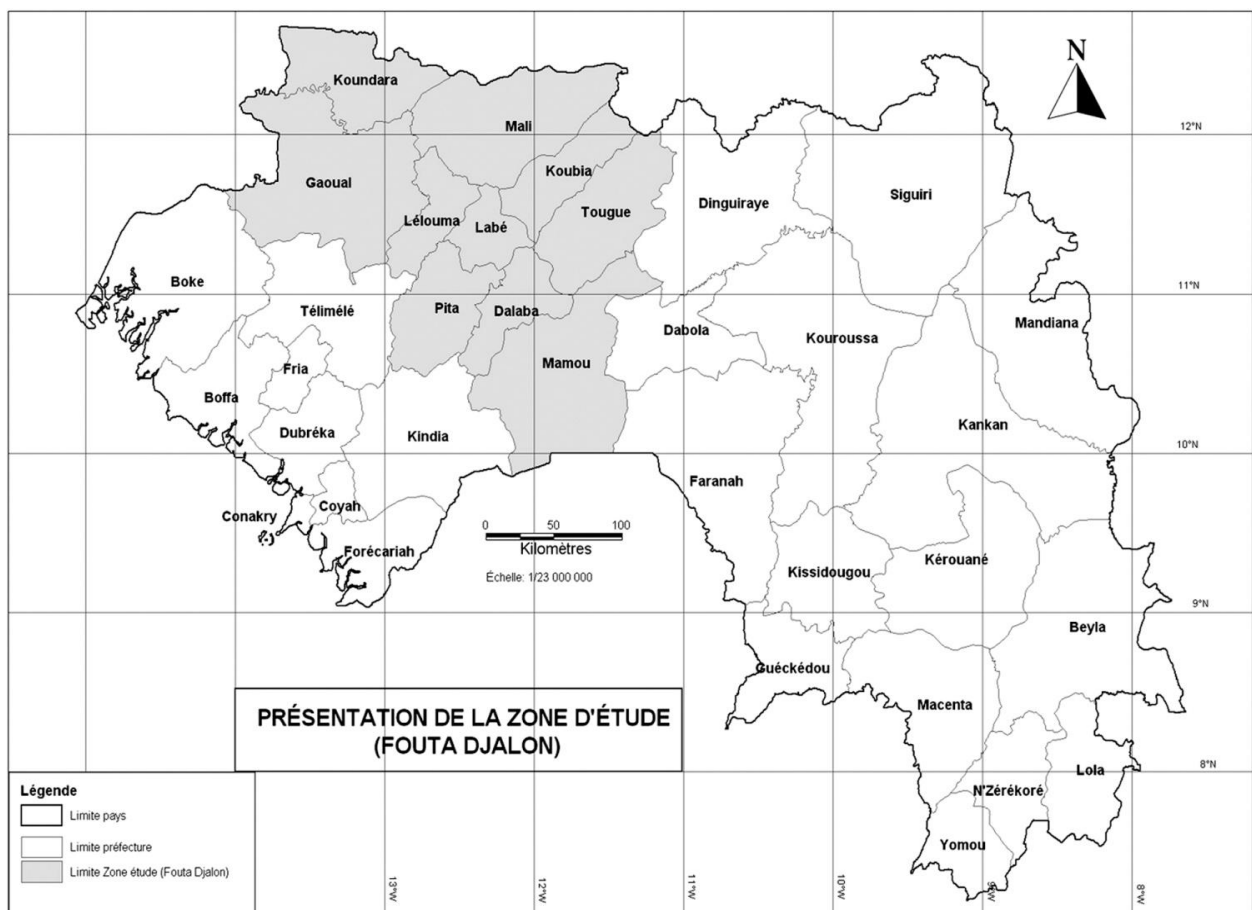 N
Koundara
Mali
12°N
Koubia
Gaoual
Dinguiraye
Siguiri
Lélouma
Labé
Tougue
Boke
11°N
Télimélé
Pita
Dalaba
Dabola
Kouroussa
Mandiana
Fria
Mamou
Boffa
Dubréka
Kindia
Kankan
10°N
Faranah
Coyah
Conakry
0 50 100
Kilomètres
Forécariah
Échelle: 1/23 000 000
Kissidougou
Kérouané
9°N
Beyla
Guéckédou
Macenta
PRÉSENTATION DE LA ZONE D'ÉTUDE
(FOUTA DJALON)
8°N
Lola
N'Zérékoré
Yomou
Légende
Limite pays
Limite préfecture
Limite Zone étude (Fouta Djalon)
13°W
12°W
11°W
10°W
9°W
8°W